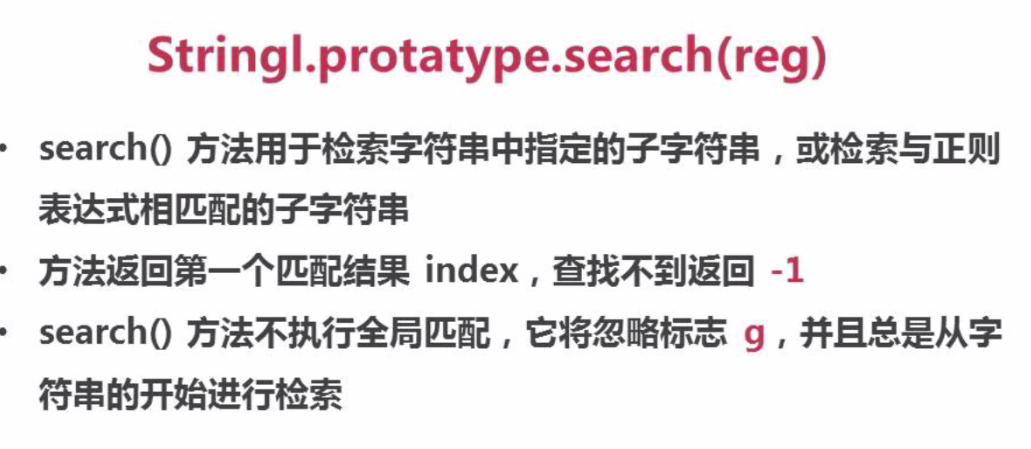 Stringl.protatype.search(reg)
• search() 方法用于检索字符串中指定的子字符串，或检索与正则
表达式相匹配的子字符串
• 方法返回第一个匹配结果 index，查找不到返回 -1
• search() 方法不执行全局匹配，它将忽略标志 g，并且总是从字
符串的开始进行检索